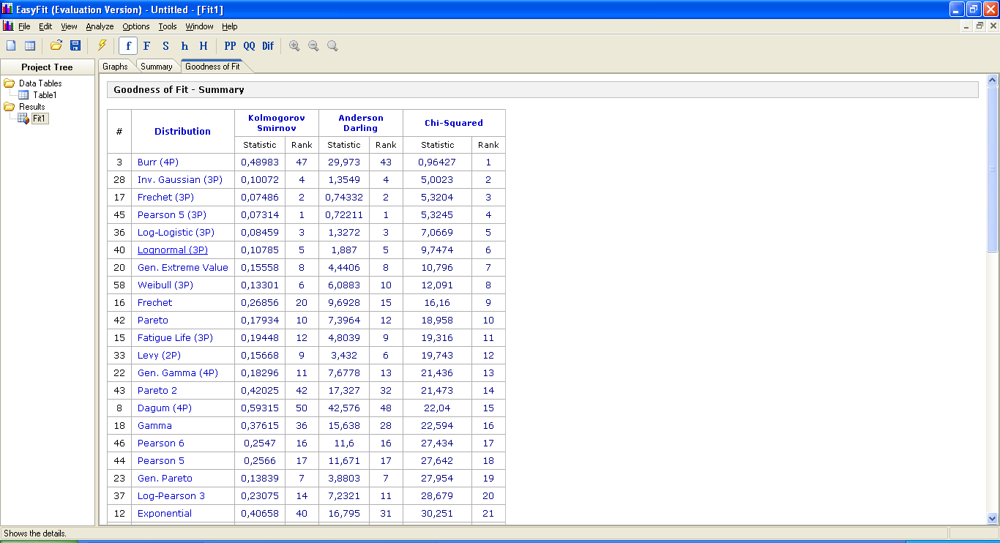 EasyFit (Evaluation Version) - Untitled - [Fit1]
File Edit View Analyze Options Tools Window Help
f F S h H PP QQ Dif
Project Tree
Data Tables
Table1
Results
Fit1
Graphs Summary Goodness of Fit
Goodness of Fit - Summary
# Distribution Kolmogorov Smirnov Anderson Darling Chi-Squared
Statistic Rank Statistic Rank Statistic Rank
3 Burr (4P) 0,48983 47 29,973 43 0,96427 1
28 Inv. Gaussian (3P) 0,10072 4 1,3549 4 5,0023 2
17 Frechet (3P) 0,07486 2 0,74332 2 5,3204 3
45 Pearson 5 (3P) 0,07314 1 0,72211 1 5,3245 4
36 Log-Logistic (3P) 0,08459 3 1,3272 3 7,0669 5
40 Lognormal (3P) 0,10785 5 1,887 5 9,7474 6
20 Gen. Extreme Value 0,15558 8 4,4406 8 10,796 7
58 Weibull (3P) 0,13301 6 6,0883 10 12,091 8
16 Frechet 0,26856 20 9,6928 15 16,16 9
42 Pareto 0,17934 10 7,3964 12 18,958 10
15 Fatigue Life (3P) 0,19448 12 4,8039 9 19,316 11
33 Levy (2P) 0,15668 9 3,432 6 19,743 12
22 Gen. Gamma (4P) 0,18296 11 7,6778 13 21,436 13
43 Pareto 2 0,42025 42 17,327 32 21,473 14
8 Dagum (4P) 0,59315 50 42,576 48 22,04 15
18 Gamma 0,37615 36 15,638 28 22,594 16
46 Pearson 6 0,2547 16 11,6 16 27,434 17
44 Pearson 5 0,2566 17 11,671 17 27,642 18
23 Gen. Pareto 0,13839 7 3,8803 7 27,954 19
37 Log-Pearson 3 0,23075 14 7,2321 11 28,679 20
12 Exponential 0,40658 40 16,795 31 30,251 21
Shows the details.